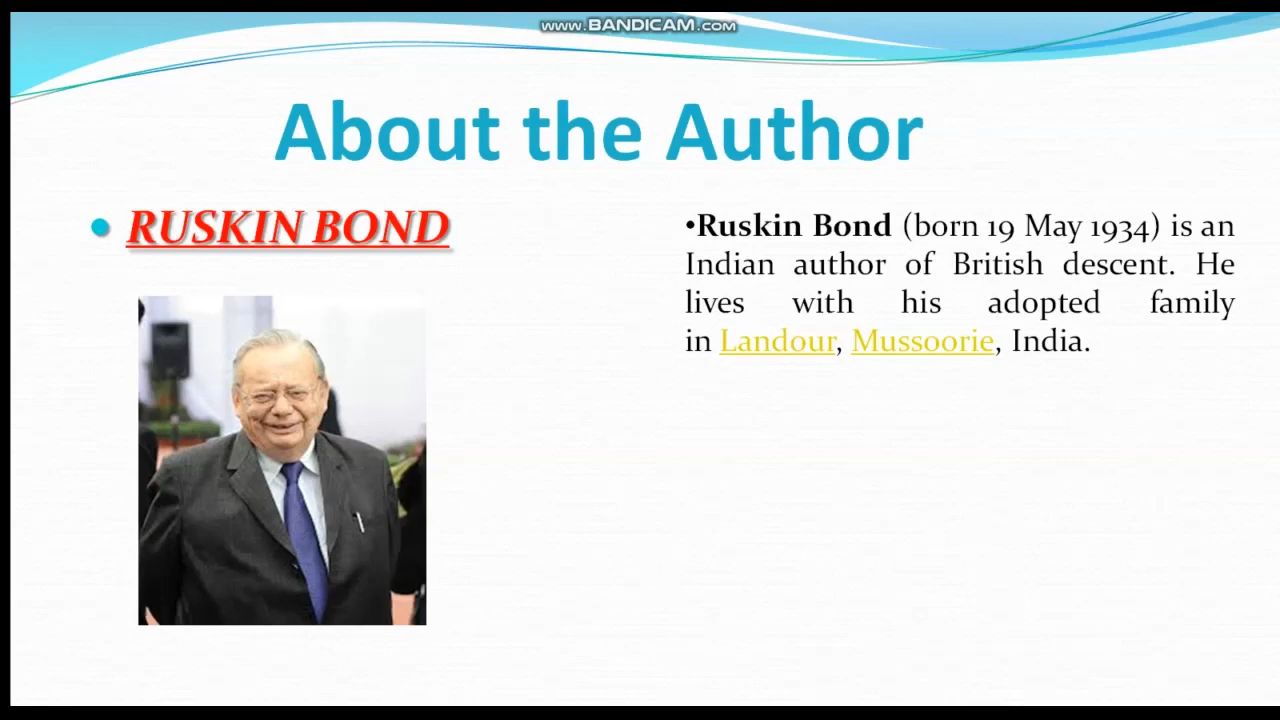 www.BANDICAM.com
About the Author
• RUSKIN BOND
•Ruskin Bond (born 19 May 1934) is an
Indian author of British descent. He
lives with his adopted family
in Landour, Mussoorie, India.